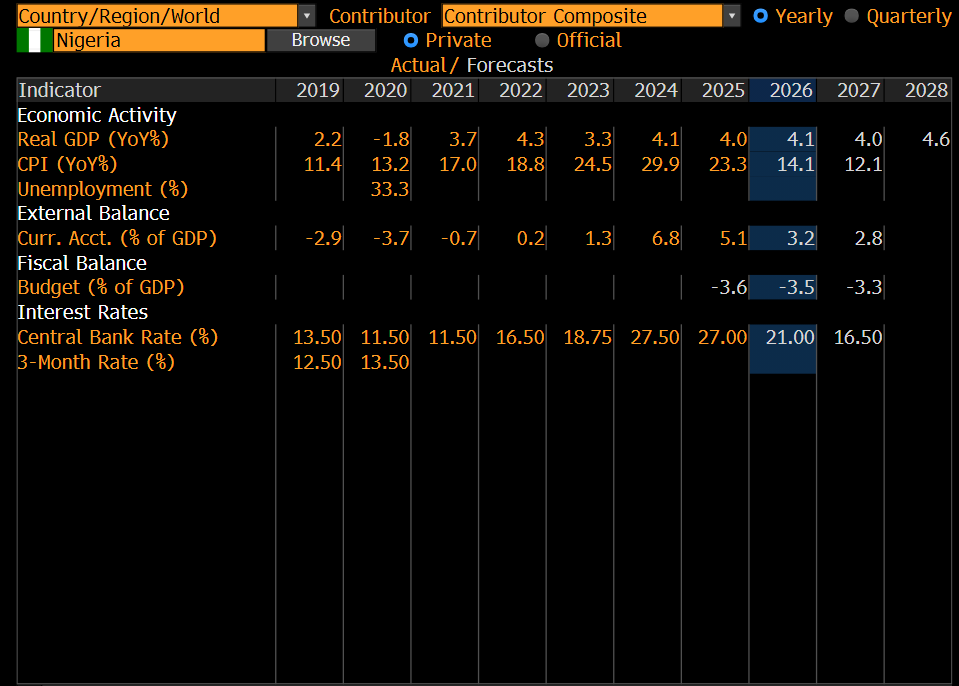 Country/Region/World Contributor Contributor Composite Yearly Quarterly
Nigeria Browse Private Official
Actual/ Forecasts
Indicator 2019 2020 2021 2022 2023 2024 2025 2026 2027 2028
Economic Activity
Real GDP (YoY%) 2.2 -1.8 3.7 4.3 3.3 4.1 4.0 4.1 4.0 4.6
CPI (YoY%) 11.4 13.2 17.0 18.8 24.5 29.9 23.3 14.1 12.1
Unemployment (%) 33.3
External Balance
Curr. Acct. (% of GDP) -2.9 -3.7 -0.7 0.2 1.3 6.8 5.1 3.2 2.8
Fiscal Balance
Budget (% of GDP) -3.6 -3.5 -3.3
Interest Rates
Central Bank Rate (%) 13.50 11.50 11.50 16.50 18.75 27.50 27.00 21.00 16.50
3-Month Rate (%) 12.50 13.50